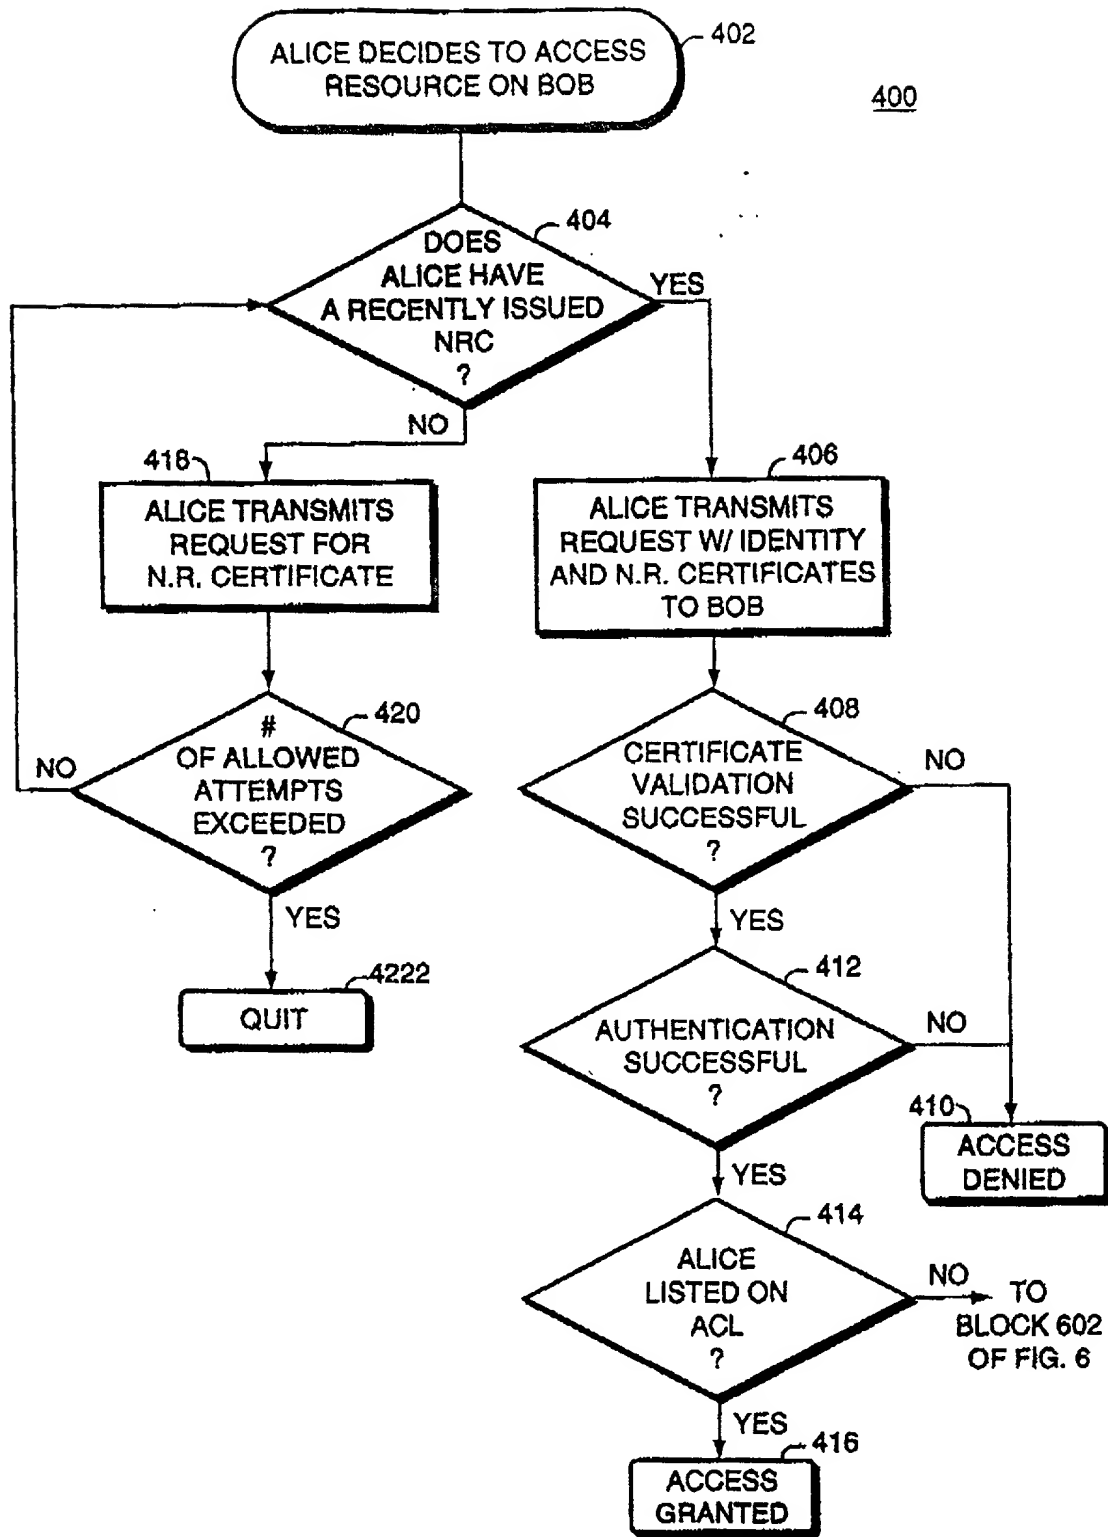 ALICE DECIDES TO ACCESS
RESOURCE ON BOB
402
400
404
DOES
ALICE HAVE
A RECENTLY ISSUED
NRC
?
YES
NO
418
ALICE TRANSMITS
REQUEST FOR
N.R. CERTIFICATE
406
ALICE TRANSMITS
REQUEST W/ IDENTITY
AND N.R. CERTIFICATES
TO BOB
420
#
OF ALLOWED
ATTEMPTS
EXCEEDED
?
NO
YES
4222
QUIT
408
CERTIFICATE
VALIDATION
SUCCESSFUL
?
NO
YES
412
AUTHENTICATION
SUCCESSFUL
?
NO
YES
410
ACCESS
DENIED
414
ALICE
LISTED ON
ACL
?
NO
TO
BLOCK 602
OF FIG. 6
YES
416
ACCESS
GRANTED